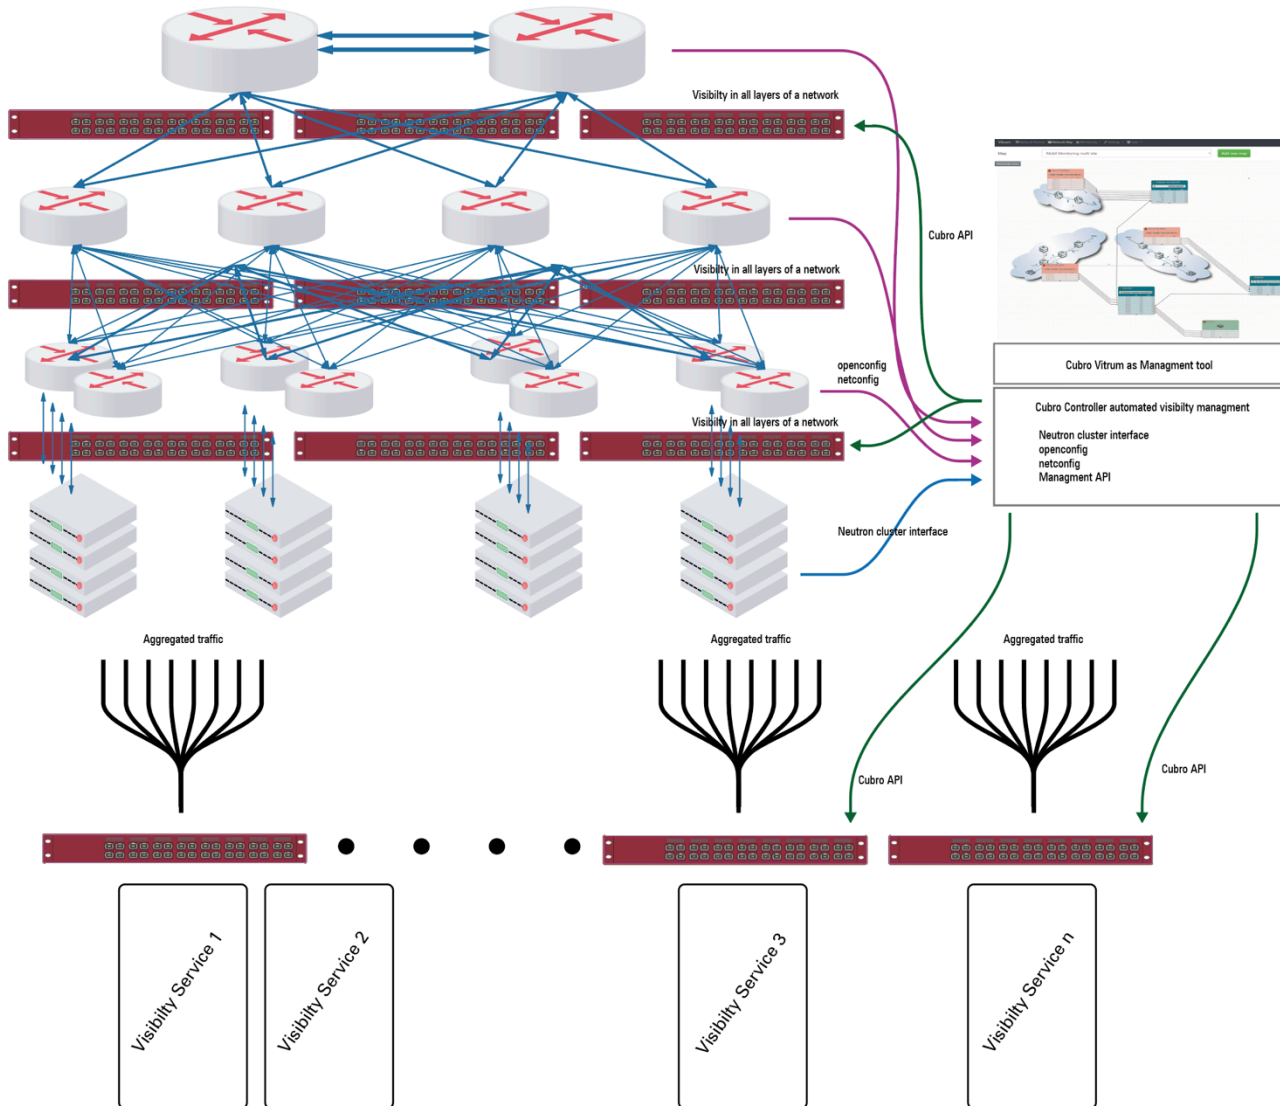 Visibilty in all layers of a network
Cubro API
Visibilty in all layers of a network
openconfig
netconfig
Cubro Vitrum as Managment tool
Cubro Controller automated visibilty managment
Neutron cluster interface
openconfig
netconfig
Managment API
Visibilty in all layers of a network
Neutron cluster interface
Aggregated traffic
Aggregated traffic
Aggregated traffic
Cubro API
Cubro API
Visibilty Service 1
Visibilty Service 2
Visibilty Service 3
Visibilty Service n